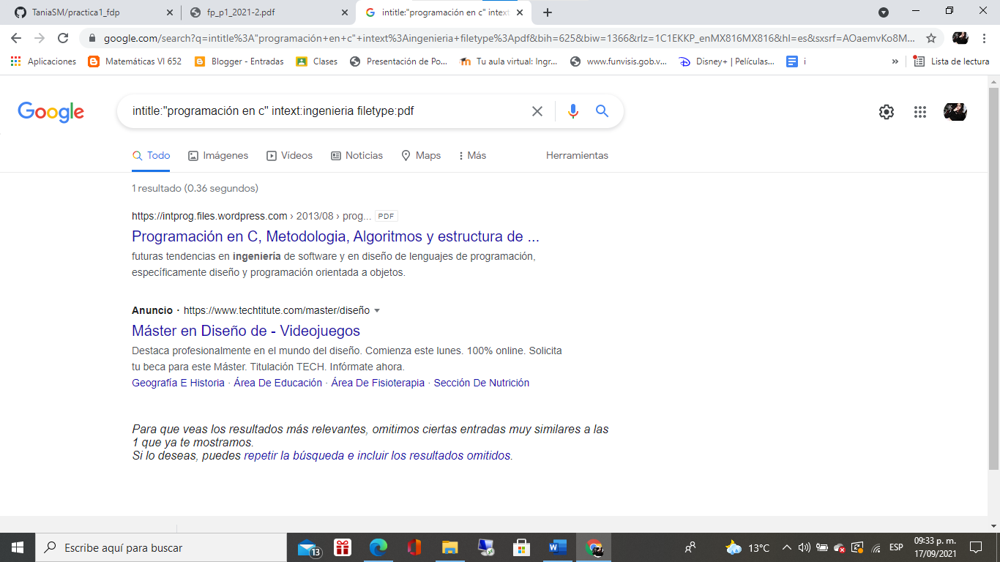 TaniaSM/practica1_fdp
fp_p1_2021-2.pdf
intitle:"programación en c" intext
google.com/search?q=intitle%3A"programación+en+c"+intext%3Aingenieria+filetype%3Apdf&bih=625&biw=1366&rlz=1C1EKKP_enMX816MX816&hl=es&sxsrf=AOaemvKo8M...
Aplicaciones
Matemáticas VI 652
Blogger - Entradas
Clases
Presentación de Po...
Tu aula virtual: Ingr...
www.funvisis.gob.v...
Disney+ | Películas...
i
»
Lista de lectura
Google
intitle:"programación en c" intext:ingenieria filetype:pdf
Todo
Imágenes
Videos
Noticias
Maps
Más
Herramientas
1 resultado (0.36 segundos)
https://intprog.files.wordpress.com › 2013/08 › prog... PDF
Programación en C, Metodologia, Algoritmos y estructura de ...
futuras tendencias en ingeniería de software y en diseño de lenguajes de programación,
específicamente diseño y programación orientada a objetos.
Anuncio · https://www.techtitute.com/master/diseño
Máster en Diseño de - Videojuegos
Destaca profesionalmente en el mundo del diseño. Comienza este lunes. 100% online. Solicita
tu beca para este Máster. Titulación TECH. Infórmate ahora.
Geografía E Historia · Área De Educación · Área De Fisioterapia · Sección De Nutrición
Para que veas los resultados más relevantes, omitimos ciertas entradas muy similares a las
1 que ya te mostramos.
Si lo deseas, puedes repetir la búsqueda e incluir los resultados omitidos.
Escribe aquí para buscar
13
13°C
ESP
09:33 p. m.
17/09/2021